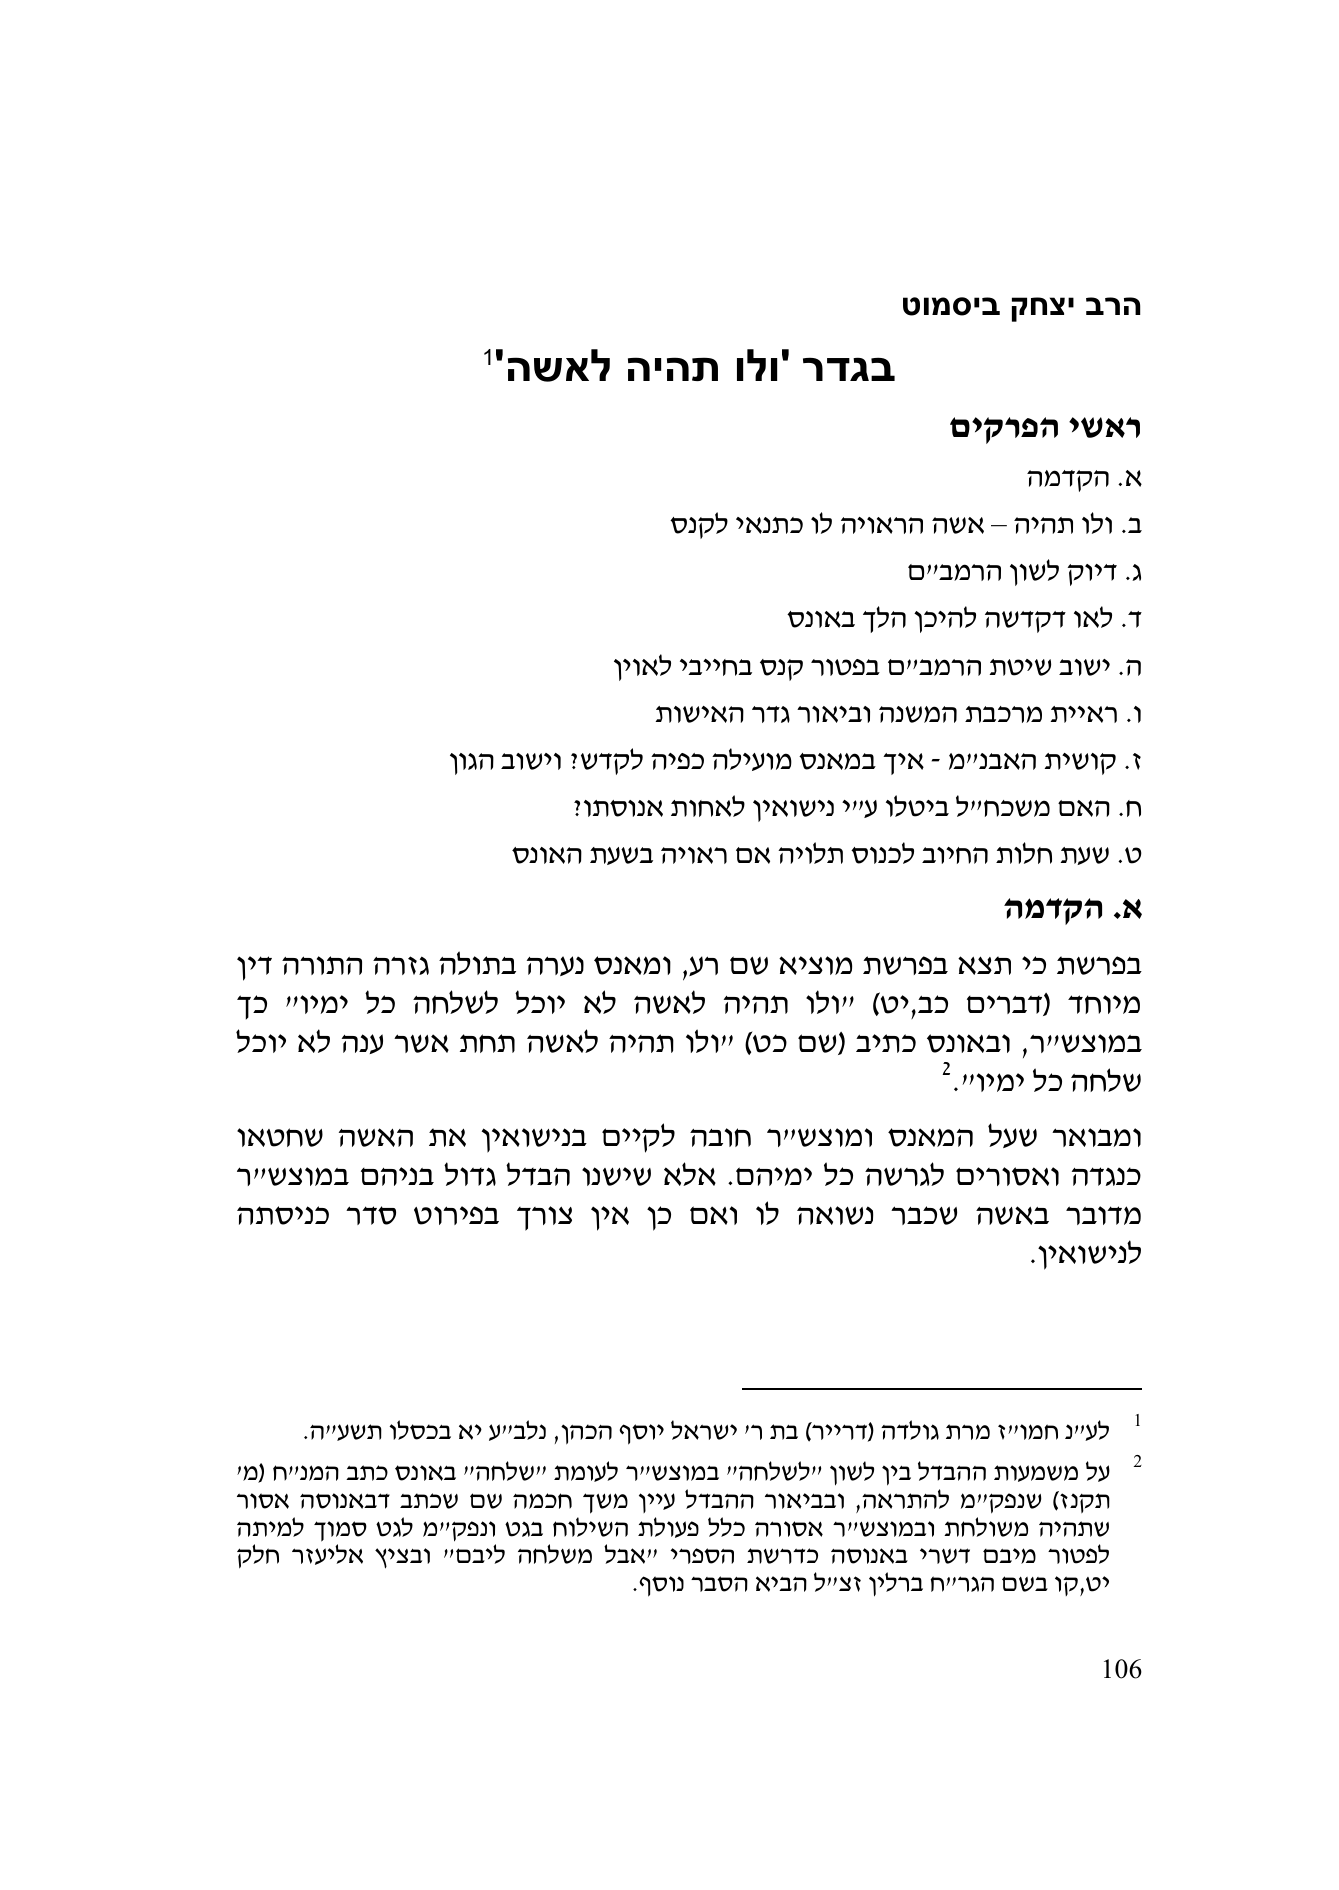 הרב יצחק ביסמוט
בגדר 'ולו תהיה לאשה'1
ראשי הפרקים
א. הקדמה
ב. ולו תהיה – אשה הראויה לו כתנאי לקנס
ג. דיוק לשון הרמב״ם
ד. לאו דקדשה להיכן הלך באונס
ה. ישוב שיטת הרמב״ם בפטור קנס בחייבי לאוין
ו. ראיית מרכבת המשנה וביאור גדר האישות
ז. קושית האבנ״מ - איך במאנס מועילה כפיה לקדש? וישוב הגון
ח. האם משכח״ל ביטלו ע״י נישואין לאחות אנוסתו?
ט. שעת חלות החיוב לכנוס תלויה אם ראויה בשעת האונס
א. הקדמה
בפרשת כי תצא בפרשת מוציא שם רע, ומאנס נערה בתולה גזרה התורה דין
מיוחד (דברים כב,יט) ״ולו תהיה לאשה לא יוכל לשלחה כל ימיו״ כך
במוצש״ר, ובאונס כתיב (שם כט) ״ולו תהיה לאשה תחת אשר ענה לא יוכל
שלחה כל ימיו״.2
ומבואר שעל המאנס ומוצש״ר חובה לקיים בנישואין את האשה שחטאו
כנגדה ואסורים לגרשה כל ימיהם. אלא שישנו הבדל גדול בניהם במוצש״ר
מדובר באשה שכבר נשואה לו ואם כן אין צורך בפירוט סדר כניסתה
לנישואין.
1 לע״נ חמו״ז מרת גולדה (דרייר) בת ר׳ ישראל יוסף הכהן, נלב״ע יא בכסלו תשע״ה.
2 על משמעות ההבדל בין לשון ״לשלחה״ במוצש״ר לעומת ״שלחה״ באונס כתב המנ״ח (מ׳
תקנז) שנפק״מ להתראה, ובביאור ההבדל עיין משך חכמה שם שכתב דבאנוסה אסור
שתהיה משולחת ובמוצש״ר אסורה כלל פעולת השילוח בגט ונפק״מ לגט סמוך למיתה
לפטור מיבם דשרי באנוסה כדרשת הספרי ״אבל משלחה ליבם״ ובציץ אליעזר חלק
יט,קו בשם הגר״ח ברלין זצ״ל הביא הסבר נוסף.
106